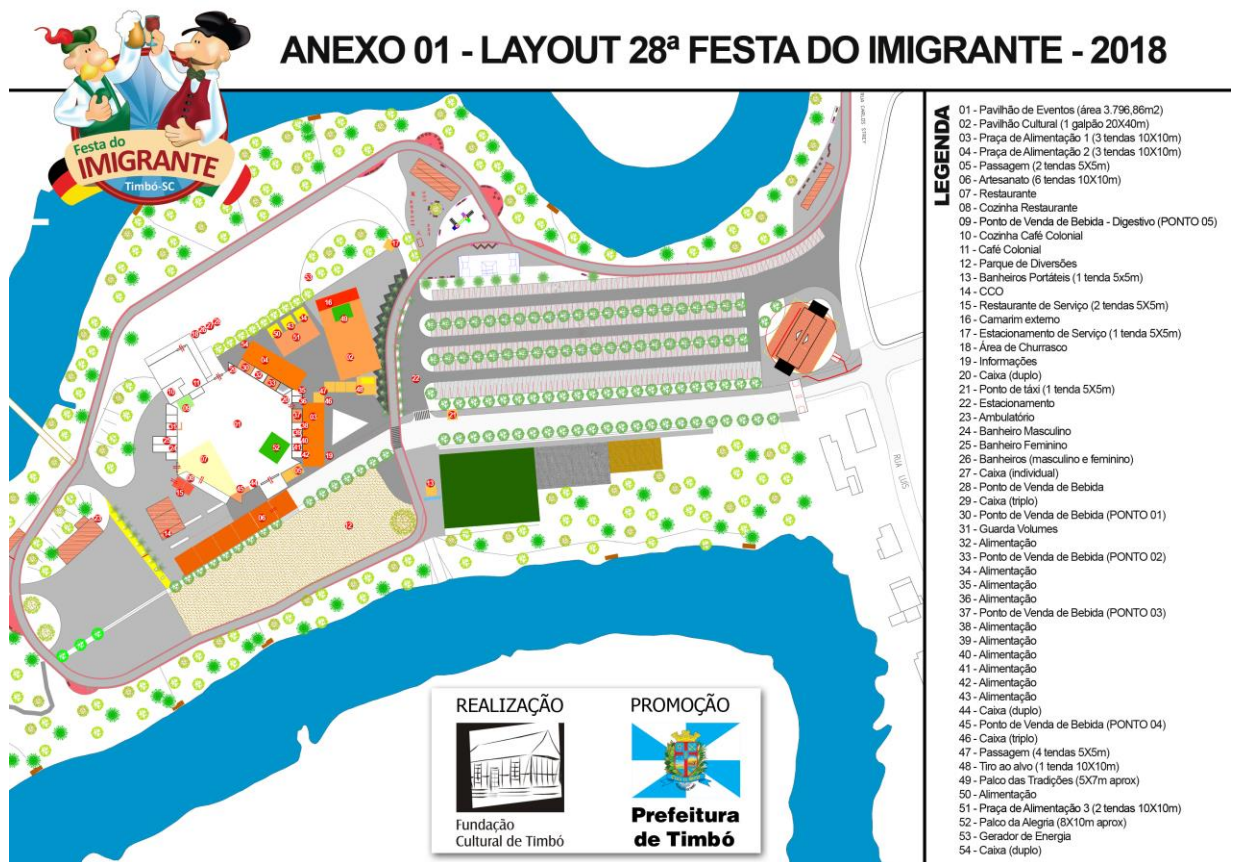 ANEXO 01 - LAYOUT 28ª FESTA DO IMIGRANTE - 2018
Festa do
IMIGRANTE
Timbó-SC
RUA CARLOS STREY
RUA LUIS
LEGENDA
01 - Pavilhão de Eventos (área 3.796,86m2)
02 - Pavilhão Cultural (1 galpão 20X40m)
03 - Praça de Alimentação 1 (3 tendas 10X10m)
04 - Praça de Alimentação 2 (3 tendas 10X10m)
05 - Passagem (2 tendas 5X5m)
06 - Artesanato (6 tendas 10X10m)
07 - Restaurante
08 - Cozinha Restaurante
09 - Ponto de Venda de Bebida - Digestivo (PONTO 05)
10 - Cozinha Café Colonial
11 - Café Colonial
12 - Parque de Diversões
13 - Banheiros Portáteis (1 tenda 5x5m)
14 - CCO
15 - Restaurante de Serviço (2 tendas 5X5m)
16 - Camarim externo
17 - Estacionamento de Serviço (1 tenda 5X5m)
18 - Área de Churrasco
19 - Informações
20 - Caixa (duplo)
21 - Ponto de táxi (1 tenda 5X5m)
22 - Estacionamento
23 - Ambulatório
24 - Banheiro Masculino
25 - Banheiro Feminino
26 - Banheiros (masculino e feminino)
27 - Caixa (individual)
28 - Ponto de Venda de Bebida
29 - Caixa (triplo)
30 - Ponto de Venda de Bebida (PONTO 01)
31 - Guarda Volumes
32 - Alimentação
33 - Ponto de Venda de Bebida (PONTO 02)
34 - Alimentação
35 - Alimentação
36 - Alimentação
37 - Ponto de Venda de Bebida (PONTO 03)
38 - Alimentação
39 - Alimentação
40 - Alimentação
41 - Alimentação
42 - Alimentação
43 - Alimentação
44 - Caixa (duplo)
45 - Ponto de Venda de Bebida (PONTO 04)
46 - Caixa (triplo)
47 - Passagem (4 tendas 5X5m)
48 - Tiro ao alvo (1 tenda 10X10m)
49 - Palco das Tradições (5X7m aprox)
50 - Alimentação
51 - Praça de Alimentação 3 (2 tendas 10X10m)
52 - Palco da Alegria (8X10m aprox)
53 - Gerador de Energia
54 - Caixa (duplo)
REALIZAÇÃO
Fundação
Cultural de Timbó
PROMOÇÃO
Prefeitura
de Timbó